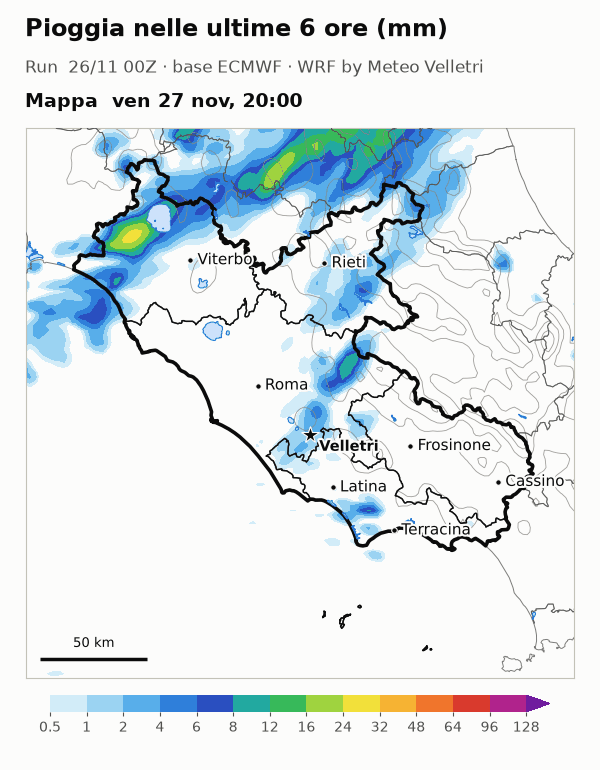 Pioggia nelle ultime 6 ore (mm)
Run  26/11 00Z · base ECMWF · WRF by Meteo Velletri
Mappa  ven 27 nov, 20:00
Viterbo
Rieti
Roma
Velletri
Frosinone
Latina
Cassino
Terracina
50 km
0.5 1 2 4 6 8 12 16 24 32 48 64 96 128